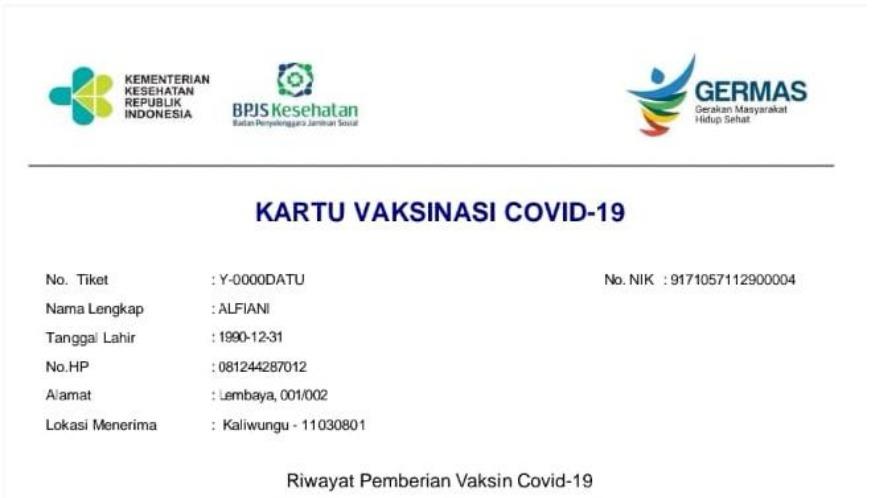 KEMENTERIAN
KESEHATAN
REPUBLIK
INDONESIA
BPJS Kesehatan
Badan Penyelenggara Jaminan Sosial
GERMAS
Gerakan Masyarakat
Hidup Sehat
KARTU VAKSINASI COVID-19
No. Tiket : Y-0000DATU No. NIK : 9171057112900004
Nama Lengkap : ALFIANI
Tanggal Lahir : 1990-12-31
No.HP : 081244287012
Alamat : Lembaya, 001/002
Lokasi Menerima : Kaliwungu - 11030801
Riwayat Pemberian Vaksin Covid-19